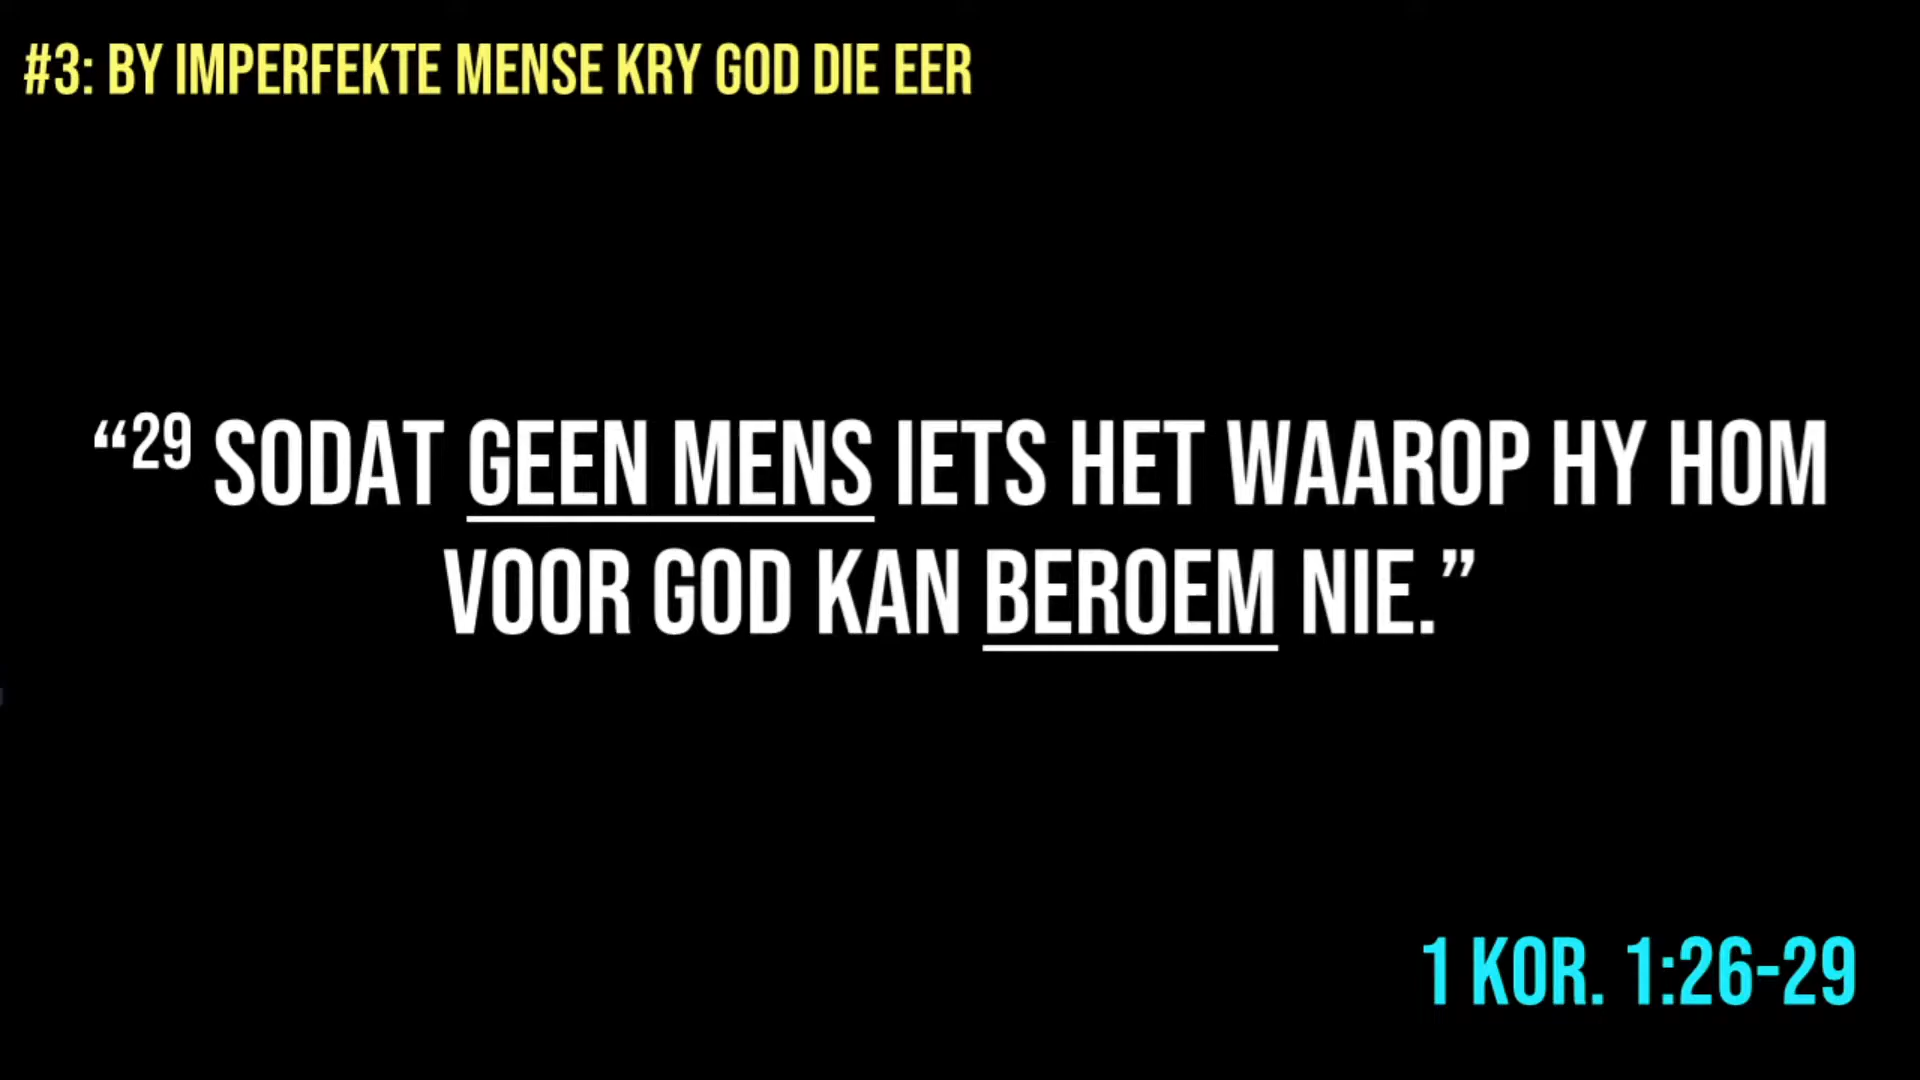 #3: BY IMPERFEKTE MENSE KRY GOD DIE EER
“29 SODAT GEEN MENS IETS HET WAAROP HY HOM
VOOR GOD KAN BEROEM NIE.”
1 KOR. 1:26-29